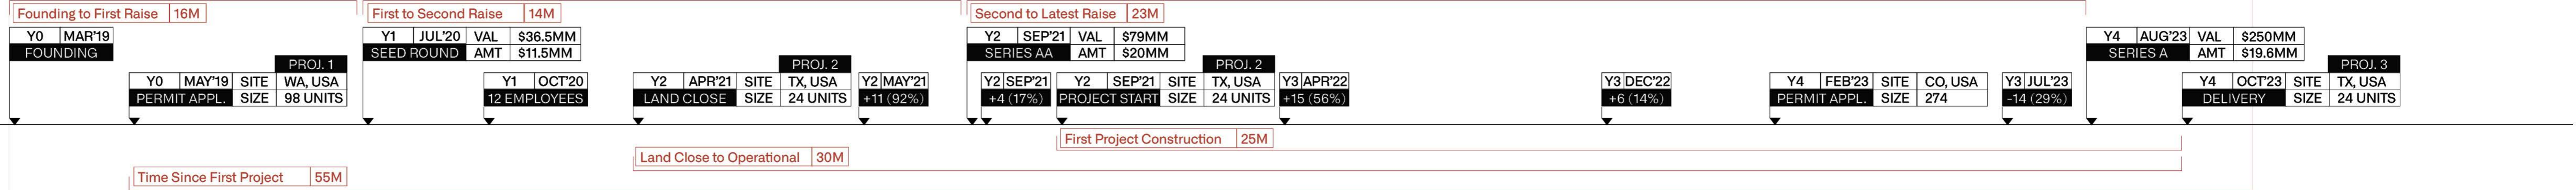 Founding to First Raise 16M
First to Second Raise 14M
Second to Latest Raise 23M
Y0 MAR'19
FOUNDING
PROJ. 1
Y0 MAY'19 SITE WA, USA
PERMIT APPL. SIZE 98 UNITS
Y1 JUL'20 VAL $36.5MM
SEED ROUND AMT $11.5MM
Y1 OCT'20
12 EMPLOYEES
PROJ. 2
Y2 APR'21 SITE TX, USA
LAND CLOSE SIZE 24 UNITS
Y2 MAY'21
+11 (92%)
Y2 SEP'21 VAL $79MM
SERIES AA AMT $20MM
Y2 SEP'21
+4 (17%)
PROJ. 2
Y2 SEP'21 SITE TX, USA
PROJECT START SIZE 24 UNITS
Y3 APR'22
+15 (56%)
Y3 DEC'22
+6 (14%)
Y4 FEB'23 SITE CO, USA
PERMIT APPL. SIZE 274
Y3 JUL'23
-14 (29%)
Y4 AUG'23 VAL $250MM
SERIES A AMT $19.6MM
PROJ. 3
Y4 OCT'23 SITE TX, USA
DELIVERY SIZE 24 UNITS
First Project Construction 25M
Land Close to Operational 30M
Time Since First Project 55M